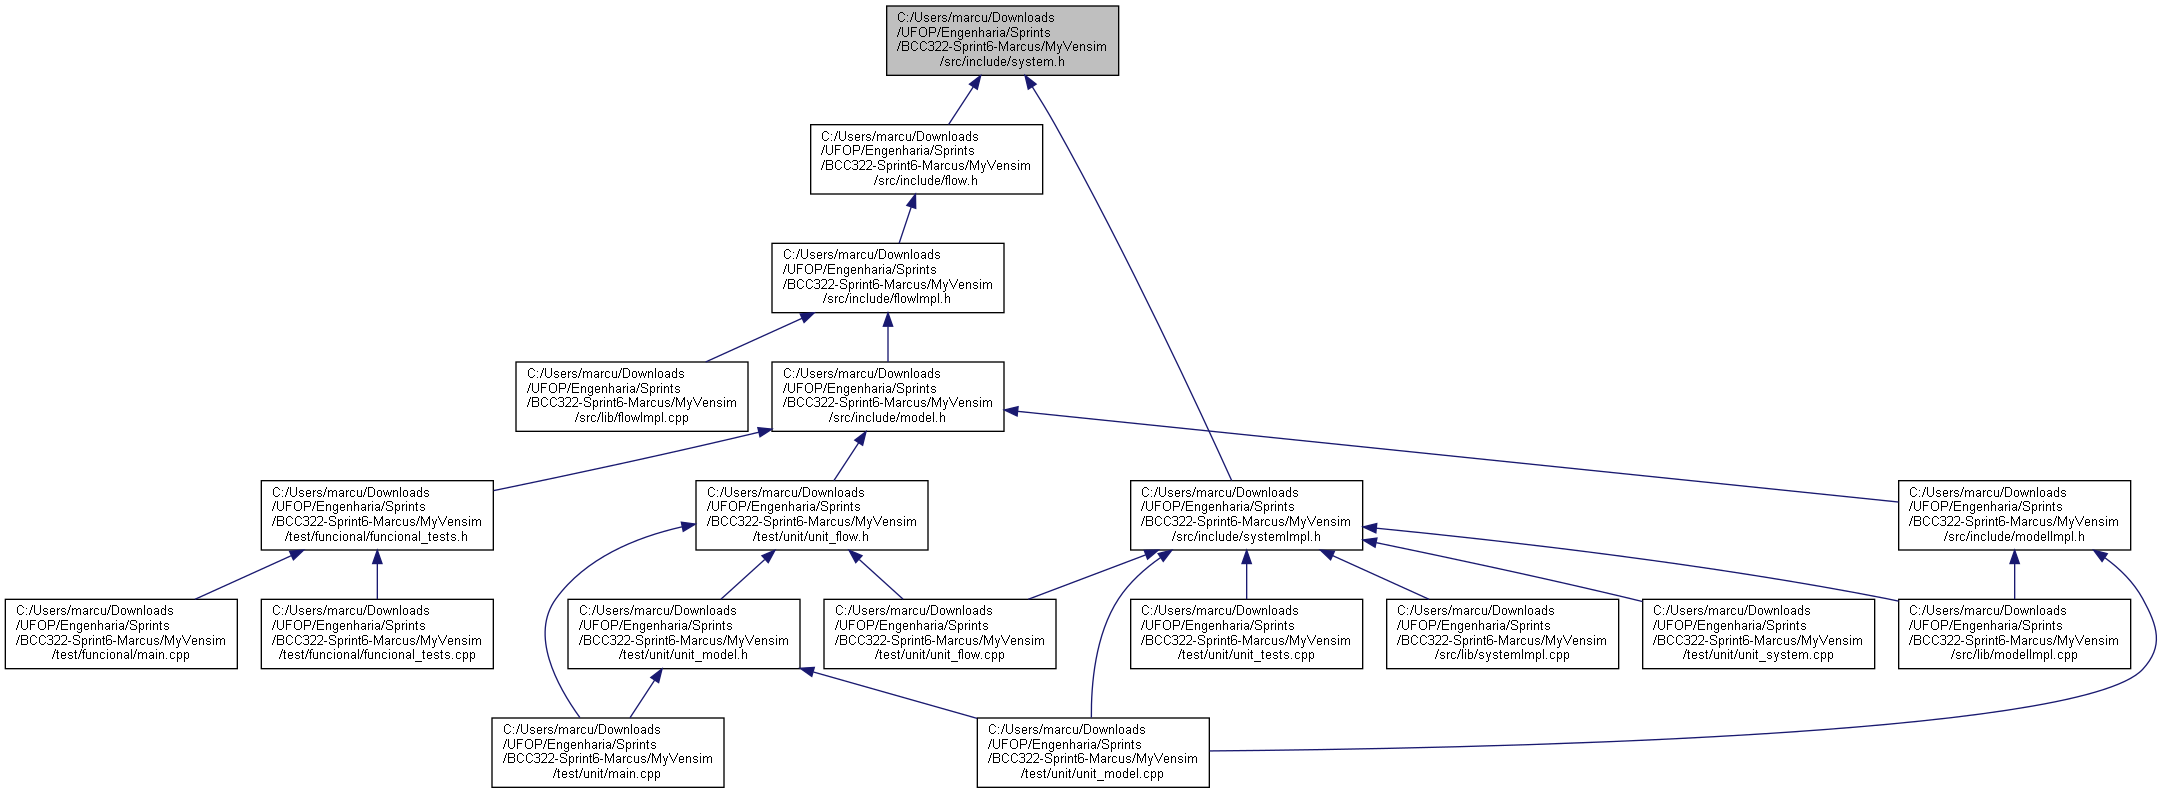 C:/Users/marcu/Downloads
/UFOP/Engenharia/Sprints
/BCC322-Sprint6-Marcus/MyVensim
/src/include/system.h
C:/Users/marcu/Downloads
/UFOP/Engenharia/Sprints
/BCC322-Sprint6-Marcus/MyVensim
/src/include/flow.h
C:/Users/marcu/Downloads
/UFOP/Engenharia/Sprints
/BCC322-Sprint6-Marcus/MyVensim
/src/include/flowImpl.h
C:/Users/marcu/Downloads
/UFOP/Engenharia/Sprints
/BCC322-Sprint6-Marcus/MyVensim
/src/lib/flowImpl.cpp
C:/Users/marcu/Downloads
/UFOP/Engenharia/Sprints
/BCC322-Sprint6-Marcus/MyVensim
/src/include/model.h
C:/Users/marcu/Downloads
/UFOP/Engenharia/Sprints
/BCC322-Sprint6-Marcus/MyVensim
/test/funcional/funcional_tests.h
C:/Users/marcu/Downloads
/UFOP/Engenharia/Sprints
/BCC322-Sprint6-Marcus/MyVensim
/test/unit/unit_flow.h
C:/Users/marcu/Downloads
/UFOP/Engenharia/Sprints
/BCC322-Sprint6-Marcus/MyVensim
/src/include/systemImpl.h
C:/Users/marcu/Downloads
/UFOP/Engenharia/Sprints
/BCC322-Sprint6-Marcus/MyVensim
/src/include/modelImpl.h
C:/Users/marcu/Downloads
/UFOP/Engenharia/Sprints
/BCC322-Sprint6-Marcus/MyVensim
/test/funcional/main.cpp
C:/Users/marcu/Downloads
/UFOP/Engenharia/Sprints
/BCC322-Sprint6-Marcus/MyVensim
/test/funcional/funcional_tests.cpp
C:/Users/marcu/Downloads
/UFOP/Engenharia/Sprints
/BCC322-Sprint6-Marcus/MyVensim
/test/unit/unit_model.h
C:/Users/marcu/Downloads
/UFOP/Engenharia/Sprints
/BCC322-Sprint6-Marcus/MyVensim
/test/unit/unit_flow.cpp
C:/Users/marcu/Downloads
/UFOP/Engenharia/Sprints
/BCC322-Sprint6-Marcus/MyVensim
/test/unit/unit_tests.cpp
C:/Users/marcu/Downloads
/UFOP/Engenharia/Sprints
/BCC322-Sprint6-Marcus/MyVensim
/src/lib/systemImpl.cpp
C:/Users/marcu/Downloads
/UFOP/Engenharia/Sprints
/BCC322-Sprint6-Marcus/MyVensim
/test/unit/unit_system.cpp
C:/Users/marcu/Downloads
/UFOP/Engenharia/Sprints
/BCC322-Sprint6-Marcus/MyVensim
/src/lib/modelImpl.cpp
C:/Users/marcu/Downloads
/UFOP/Engenharia/Sprints
/BCC322-Sprint6-Marcus/MyVensim
/test/unit/main.cpp
C:/Users/marcu/Downloads
/UFOP/Engenharia/Sprints
/BCC322-Sprint6-Marcus/MyVensim
/test/unit/unit_model.cpp